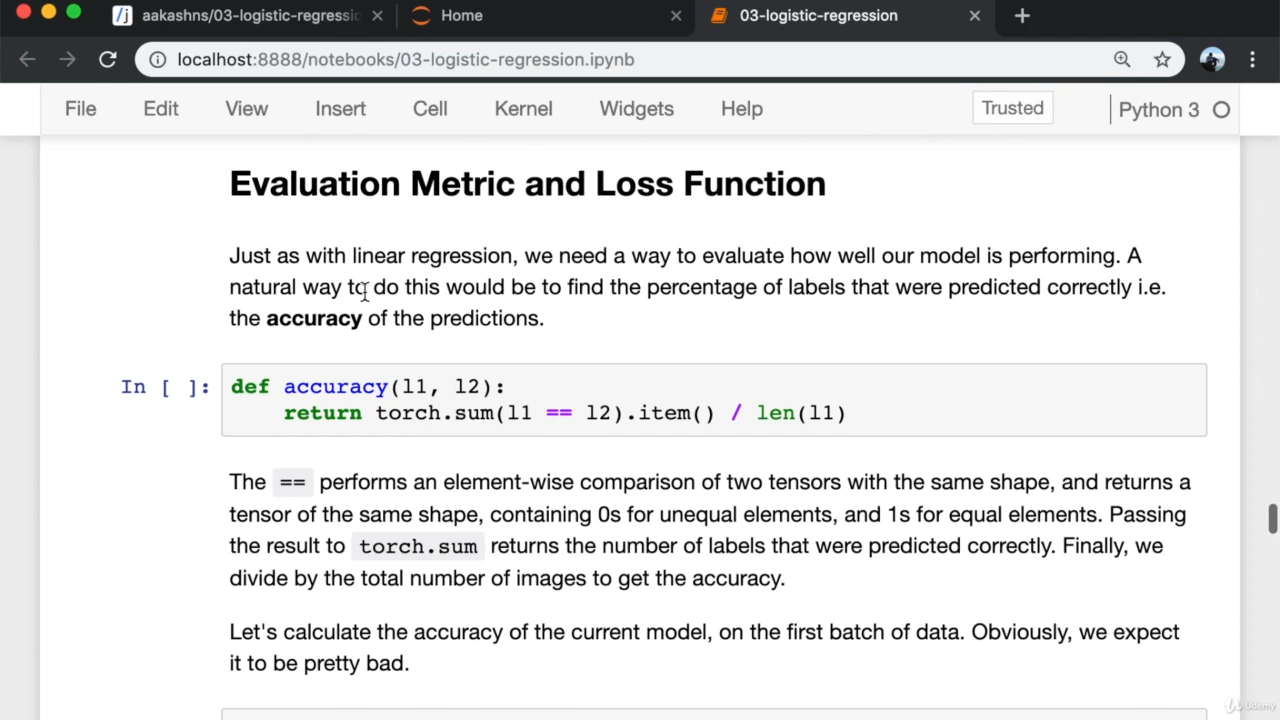 aakashns/03-logistic-regressic
Home
03-logistic-regression
localhost:8888/notebooks/03-logistic-regression.ipynb
File Edit View Insert Cell Kernel Widgets Help Trusted Python 3
Evaluation Metric and Loss Function
Just as with linear regression, we need a way to evaluate how well our model is performing. A
natural way to do this would be to find the percentage of labels that were predicted correctly i.e.
the accuracy of the predictions.
In [ ]: def accuracy(l1, l2):
return torch.sum(l1 == l2).item() / len(l1)
The == performs an element-wise comparison of two tensors with the same shape, and returns a
tensor of the same shape, containing 0s for unequal elements, and 1s for equal elements. Passing
the result to torch.sum returns the number of labels that were predicted correctly. Finally, we
divide by the total number of images to get the accuracy.
Let's calculate the accuracy of the current model, on the first batch of data. Obviously, we expect
it to be pretty bad.
Udemy